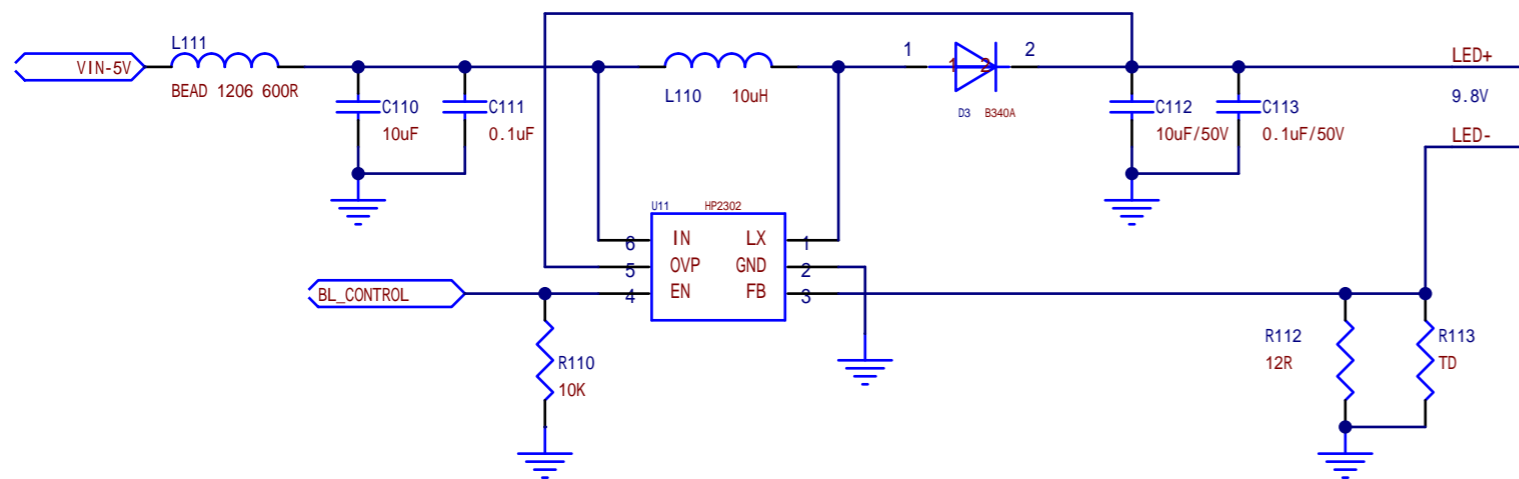 L111
VIN-5V
BEAD 1206 600R
C110
10uF
C111
0.1uF
L110
10uH
1
1 2
2
D3 B340A
C112
10uF/50V
C113
0.1uF/50V
LED+
9.8V
LED-
U11 HP2302
6 IN LX 1
5 OVP GND 2
4 EN FB 3
BL_CONTROL
R110
10K
R112
12R
R113
TD